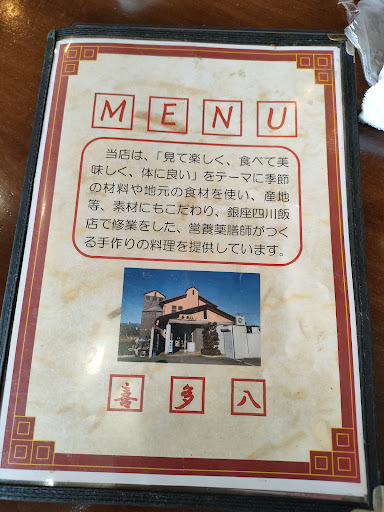 MENU
当店は、「見て楽しく、食べて美
味しく、体に良い」をテーマに季節
の材料や地元の食材を使い、産地
等、素材にもこだわり、銀座四川飯
店で修業をした、営養薬膳師がつく
る手作りの料理を提供しています。
喜多八